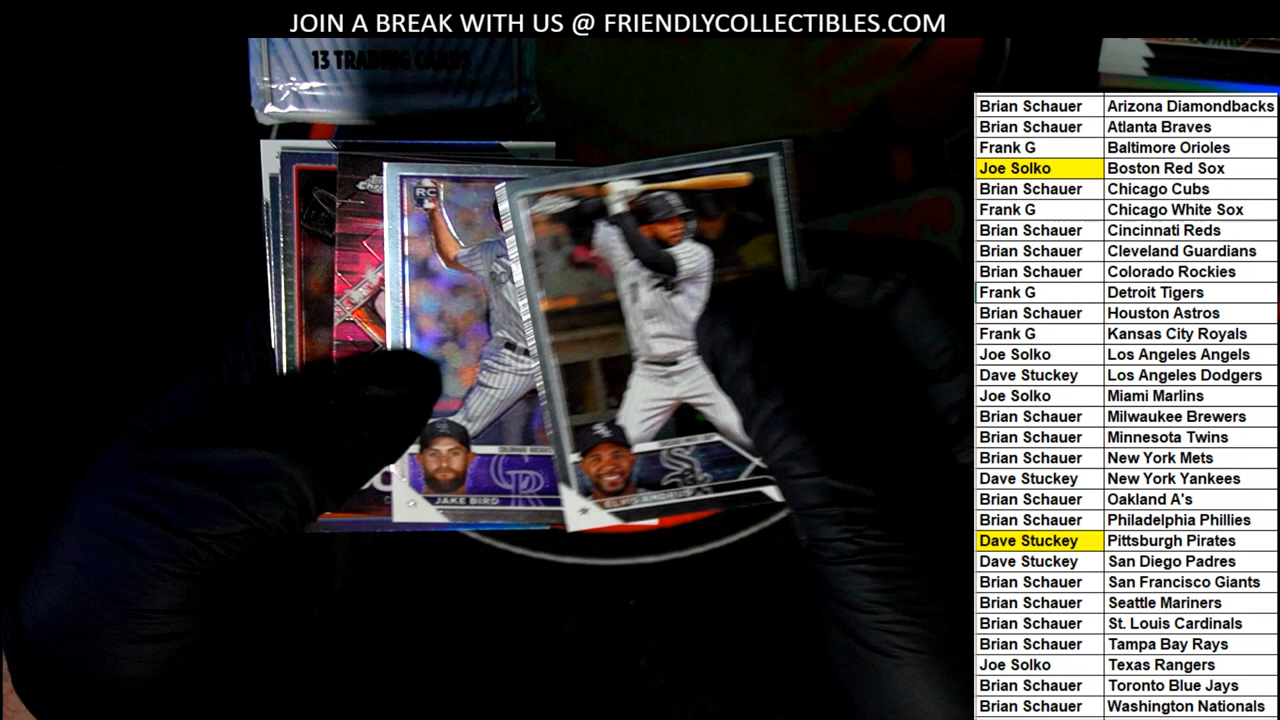 JOIN A BREAK WITH US @ FRIENDLYCOLLECTIBLES.COM
13 TRADING CARDS
RC
COLORADO ROCKIES
CR
JAKE BIRD
ELVIS ANDRUS
Brian Schauer Arizona Diamondbacks
Brian Schauer Atlanta Braves
Frank G Baltimore Orioles
Joe Solko Boston Red Sox
Brian Schauer Chicago Cubs
Frank G Chicago White Sox
Brian Schauer Cincinnati Reds
Brian Schauer Cleveland Guardians
Brian Schauer Colorado Rockies
Frank G Detroit Tigers
Brian Schauer Houston Astros
Frank G Kansas City Royals
Joe Solko Los Angeles Angels
Dave Stuckey Los Angeles Dodgers
Joe Solko Miami Marlins
Brian Schauer Milwaukee Brewers
Brian Schauer Minnesota Twins
Brian Schauer New York Mets
Dave Stuckey New York Yankees
Brian Schauer Oakland A's
Brian Schauer Philadelphia Phillies
Dave Stuckey Pittsburgh Pirates
Dave Stuckey San Diego Padres
Brian Schauer San Francisco Giants
Brian Schauer Seattle Mariners
Brian Schauer St. Louis Cardinals
Brian Schauer Tampa Bay Rays
Joe Solko Texas Rangers
Brian Schauer Toronto Blue Jays
Brian Schauer Washington Nationals